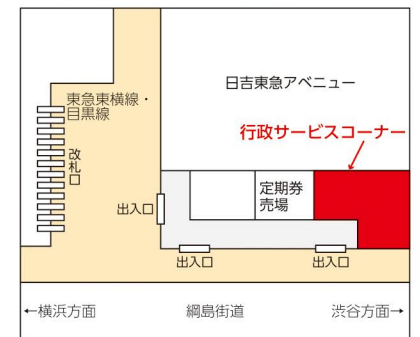 日吉東急アベニュー
東急東横線・
目黒線
行政サービスコーナー
改札口
定期券
売場
出入口
出入口
出入口
←横浜方面
綱島街道
渋谷方面→